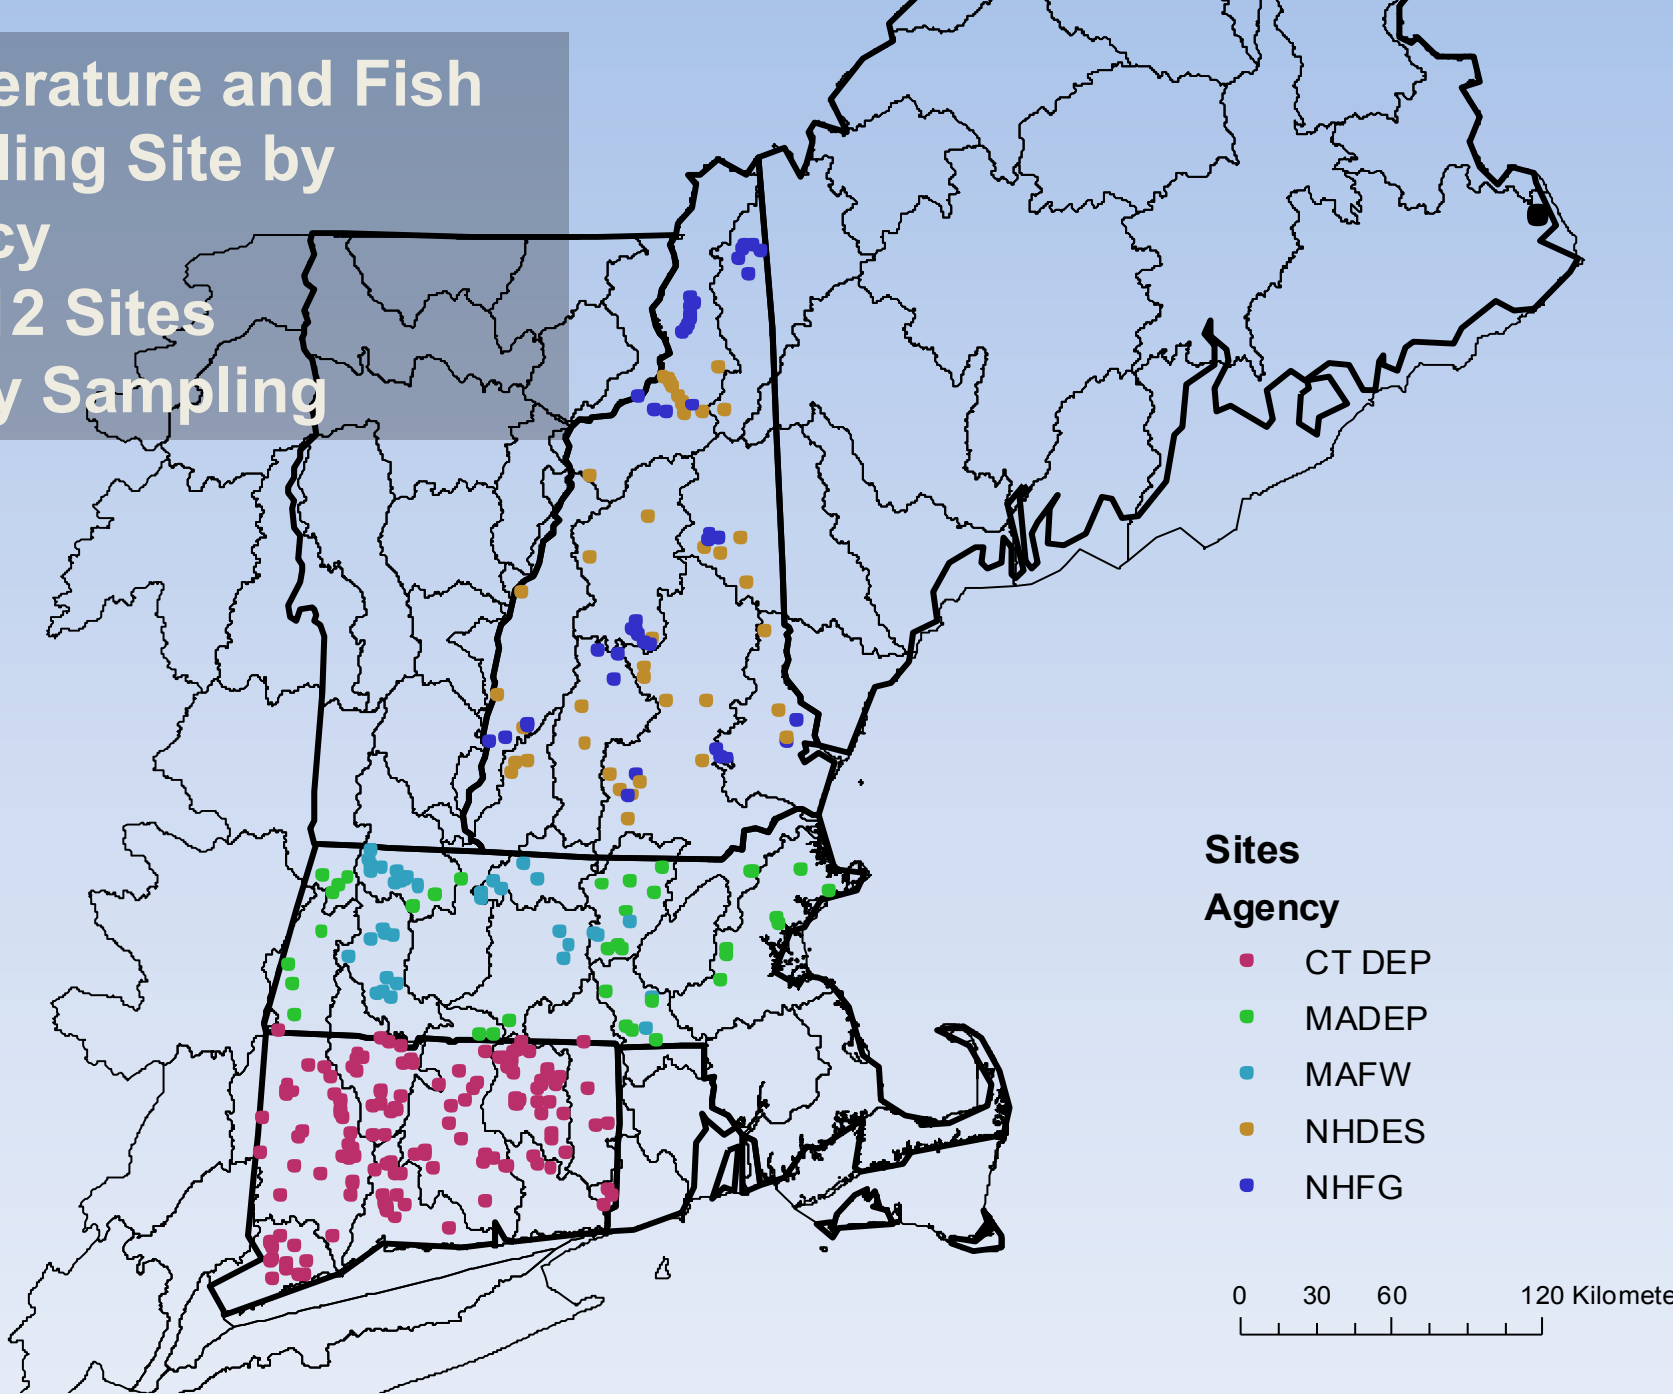 erature and Fish
ling Site by
cy
12 Sites
y Sampling
Sites
Agency
CT DEP
MADEP
MAFW
NHDES
NHFG
0 30 60 120 Kilomete